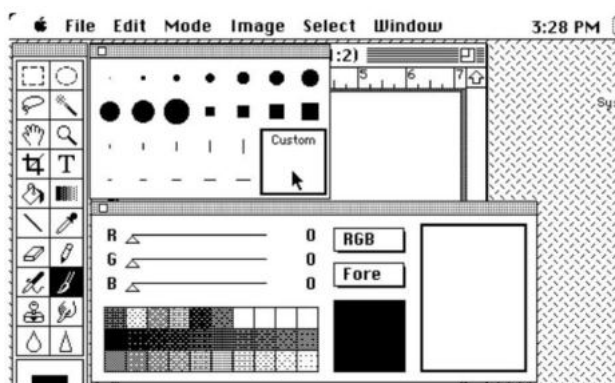 File Edit Mode Image Select Window 3:28 PM
:2)
5 6 7
T
Custom
Sys
R 0 RGB
G 0
B 0 Fore